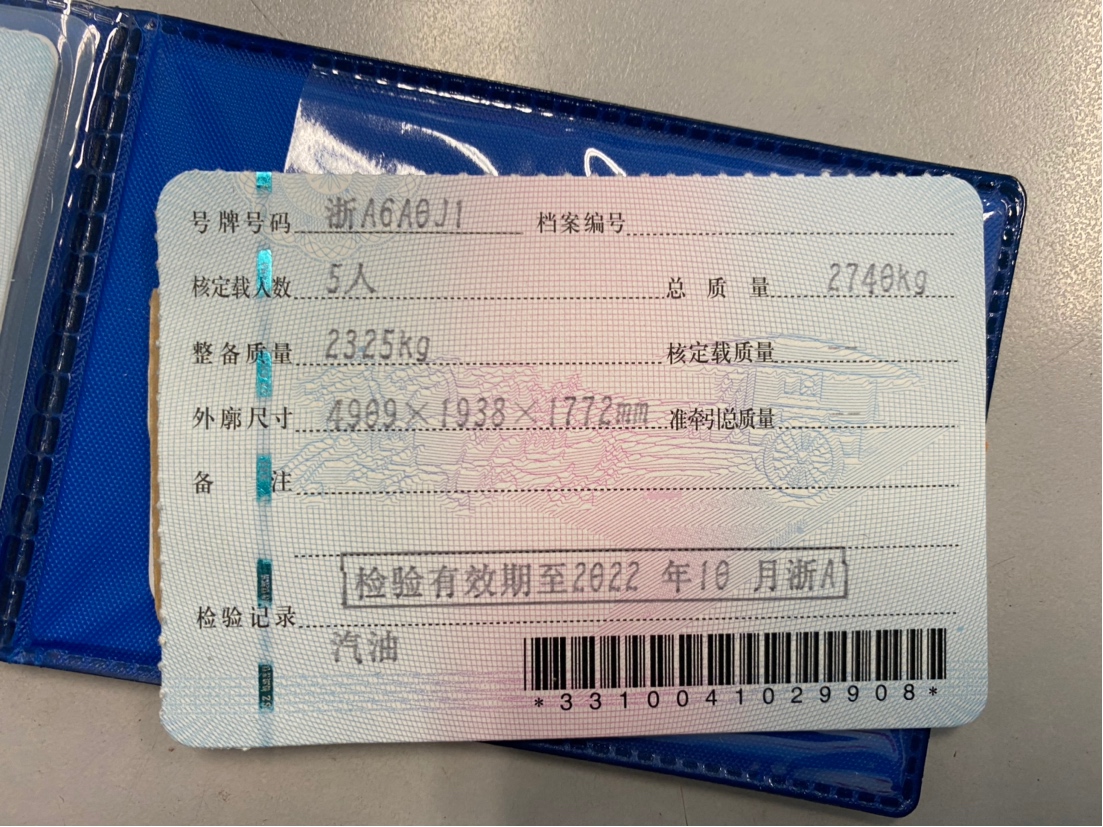 号牌号码 浙A6A0J1 档案编号
核定载人数 5人 总质量 2740kg
整备质量 2325kg 核定载质量 --
外廓尺寸 4909×1938×1772mm 准牵引总质量 --
备注
检验有效期至2022 年10 月浙A
检验记录
汽油
*3310041029908*